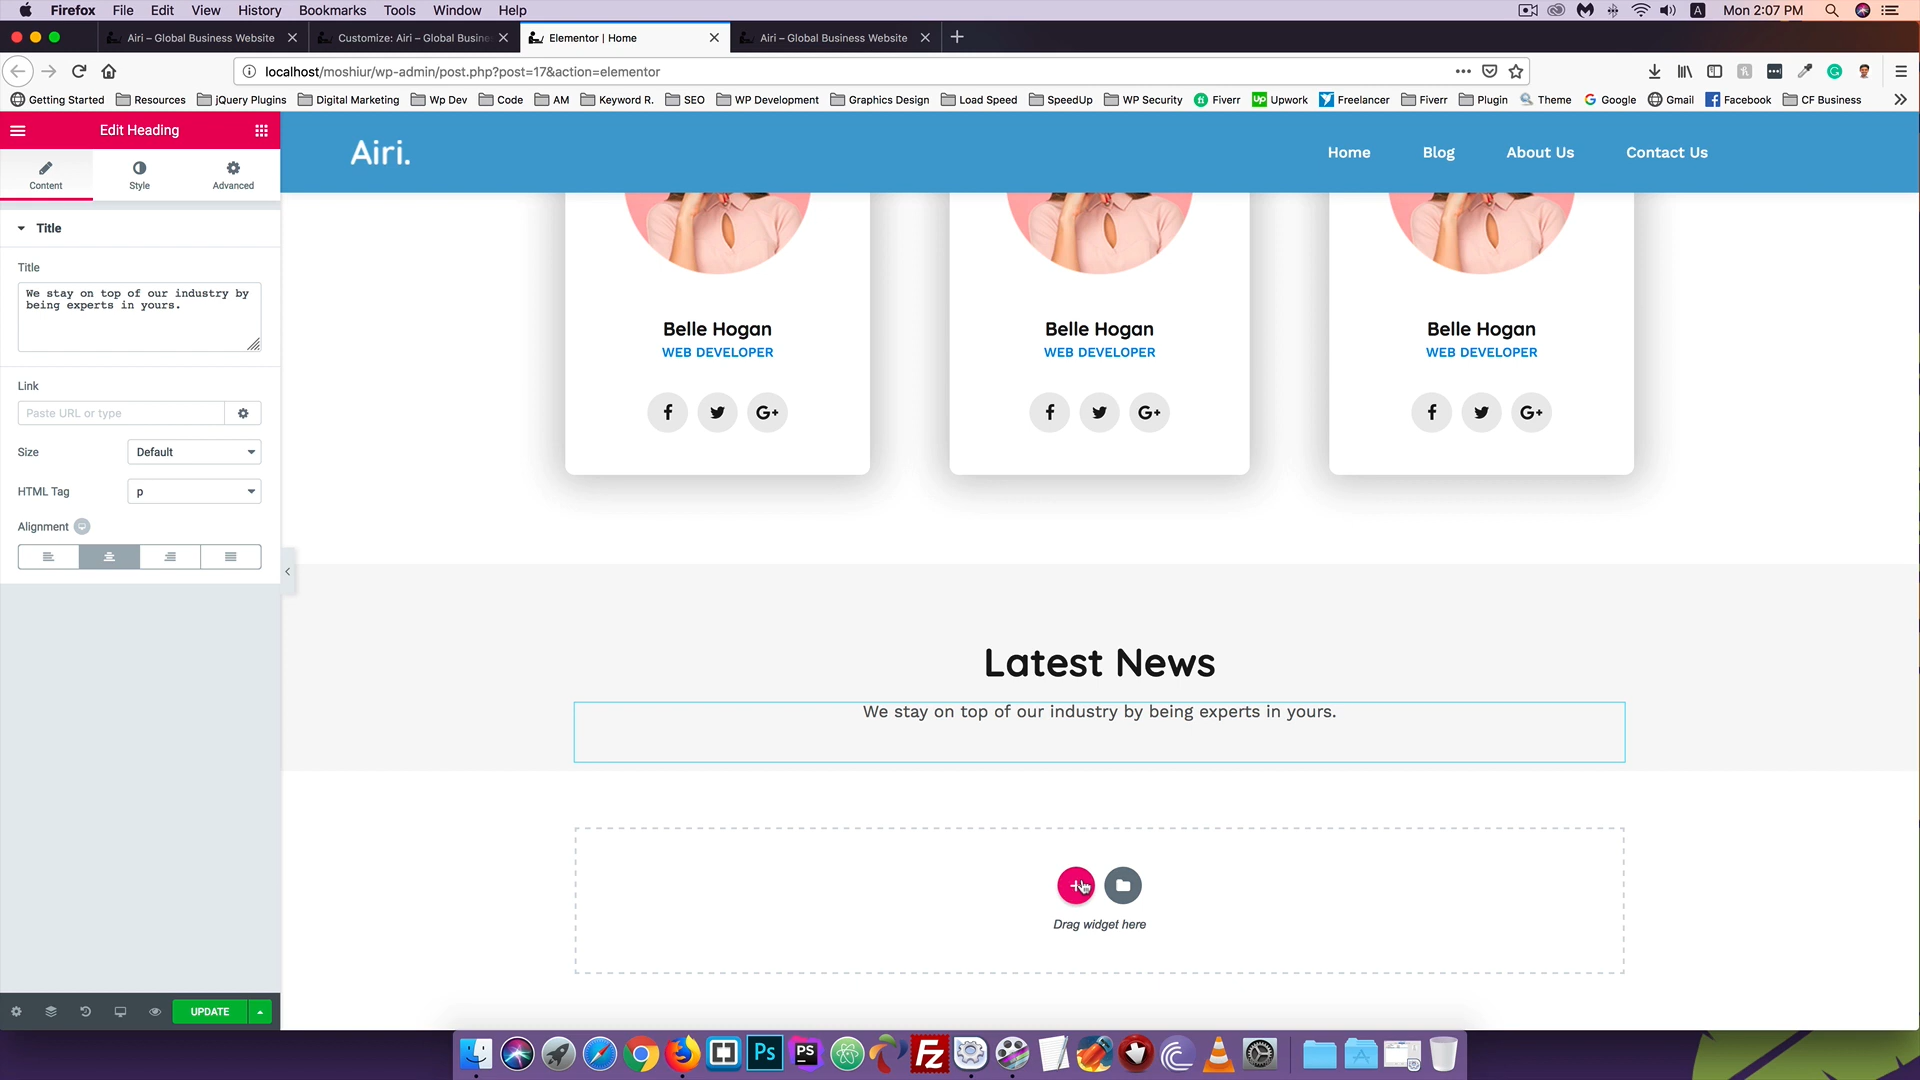 Firefox File Edit View History Bookmarks Tools Window Help
A Mon 2:07 PM
Airi – Global Business Website
Customize: Airi – Global Busine
Elementor | Home
Airi – Global Business Website
localhost/moshiur/wp-admin/post.php?post=17&action=elementor
Getting Started Resources jQuery Plugins Digital Marketing Wp Dev Code AM Keyword R. SEO WP Development Graphics Design Load Speed SpeedUp WP Security Fiverr Upwork Freelancer Fiverr Plugin Theme Google Gmail Facebook CF Business
Edit Heading
Content Style Advanced
Title
Title
We stay on top of our industry by
being experts in yours.
Link
Paste URL or type
Size Default
HTML Tag p
Alignment
UPDATE
Airi.
Home Blog About Us Contact Us
Belle Hogan Belle Hogan Belle Hogan
WEB DEVELOPER WEB DEVELOPER WEB DEVELOPER
G+ G+ G+
Latest News
We stay on top of our industry by being experts in yours.
Drag widget here
Ps PS FZ